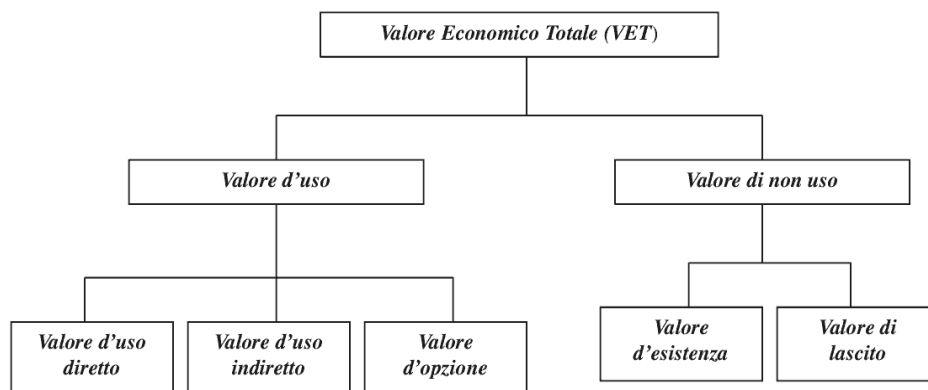 Valore Economico Totale (VET)
Valore d'uso
Valore di non uso
Valore d'uso
diretto
Valore d'uso
indiretto
Valore
d'opzione
Valore
d'esistenza
Valore di
lascito